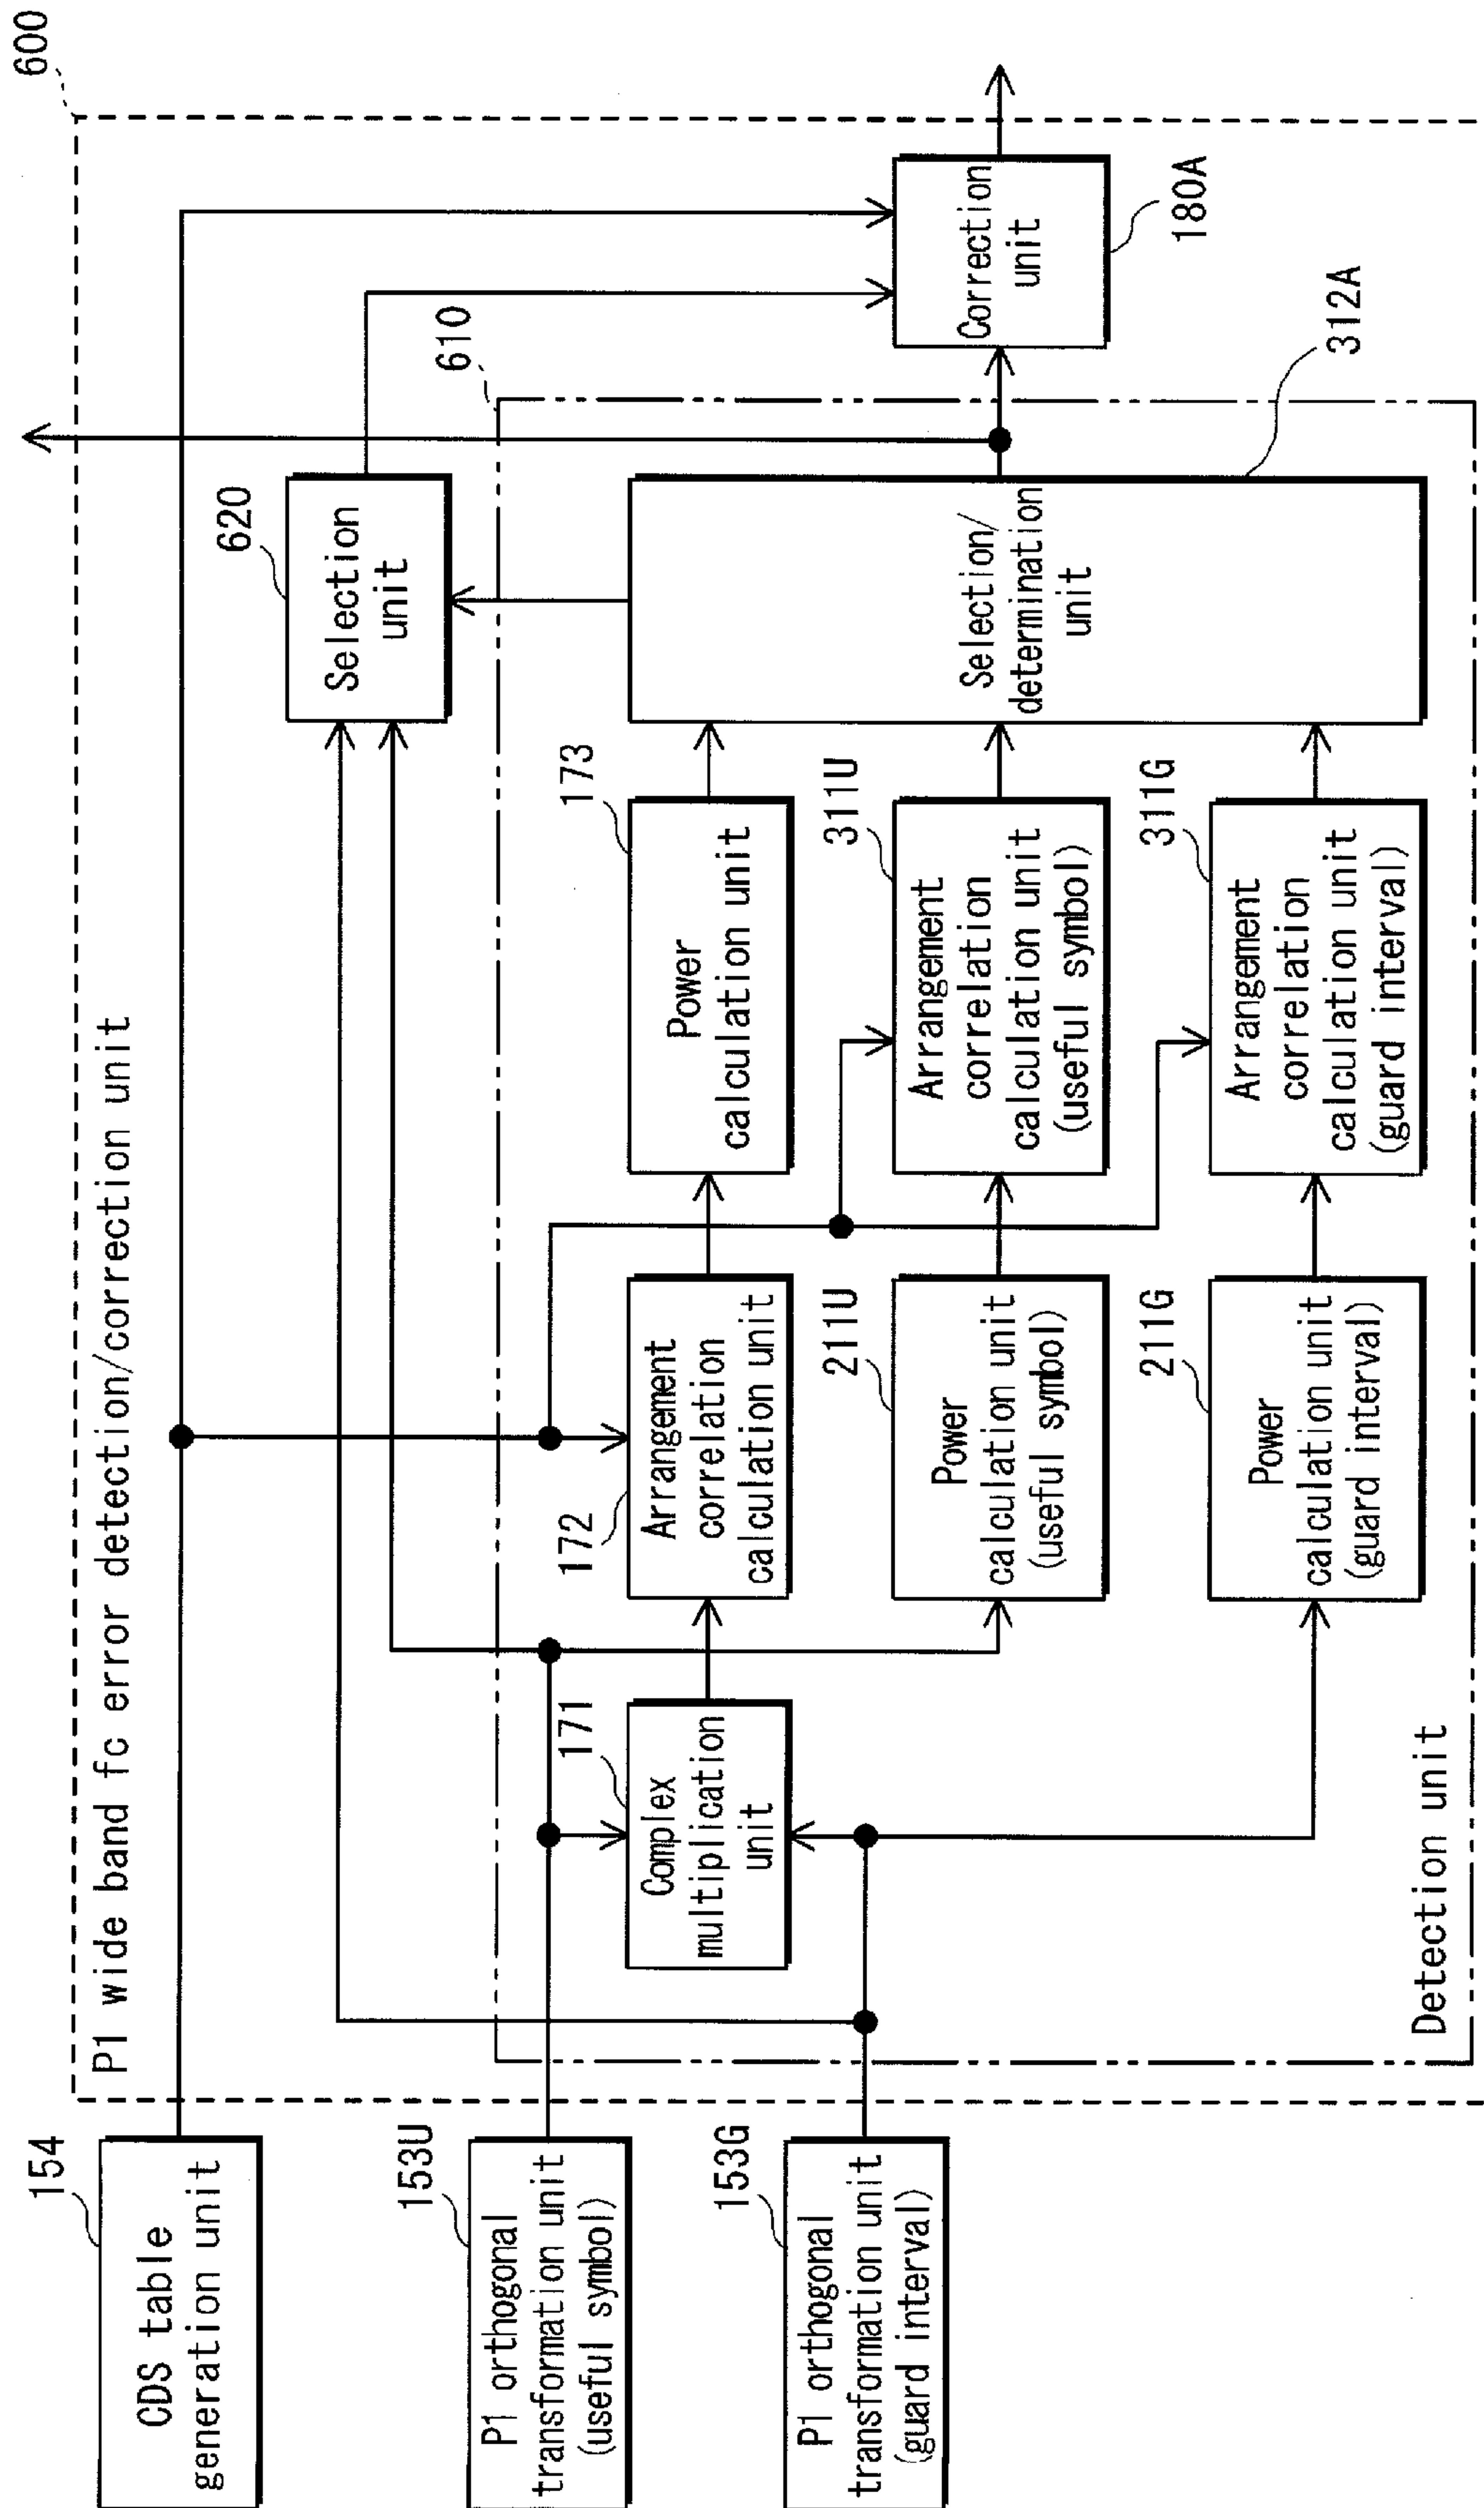 600
P1 wide band fc error detection/correction unit
154
CDS table
generation unit
153U
P1 orthogonal
transformation unit
(useful symbol)
153G
P1 orthogonal
transformation unit
(guard interval)
620
Selection
unit
610
171
Complex
multiplication
unit
172
Arrangement
correlation
calculation unit
173
Power
calculation unit
211U
Power
calculation unit
(useful symbol)
311U
Arrangement
correlation
calculation unit
(useful symbol)
211G
Power
calculation unit
(guard interval)
311G
Arrangement
correlation
calculation unit
(guard interval)
Selection/
determination
unit
312A
Correction
unit
180A
Detection unit